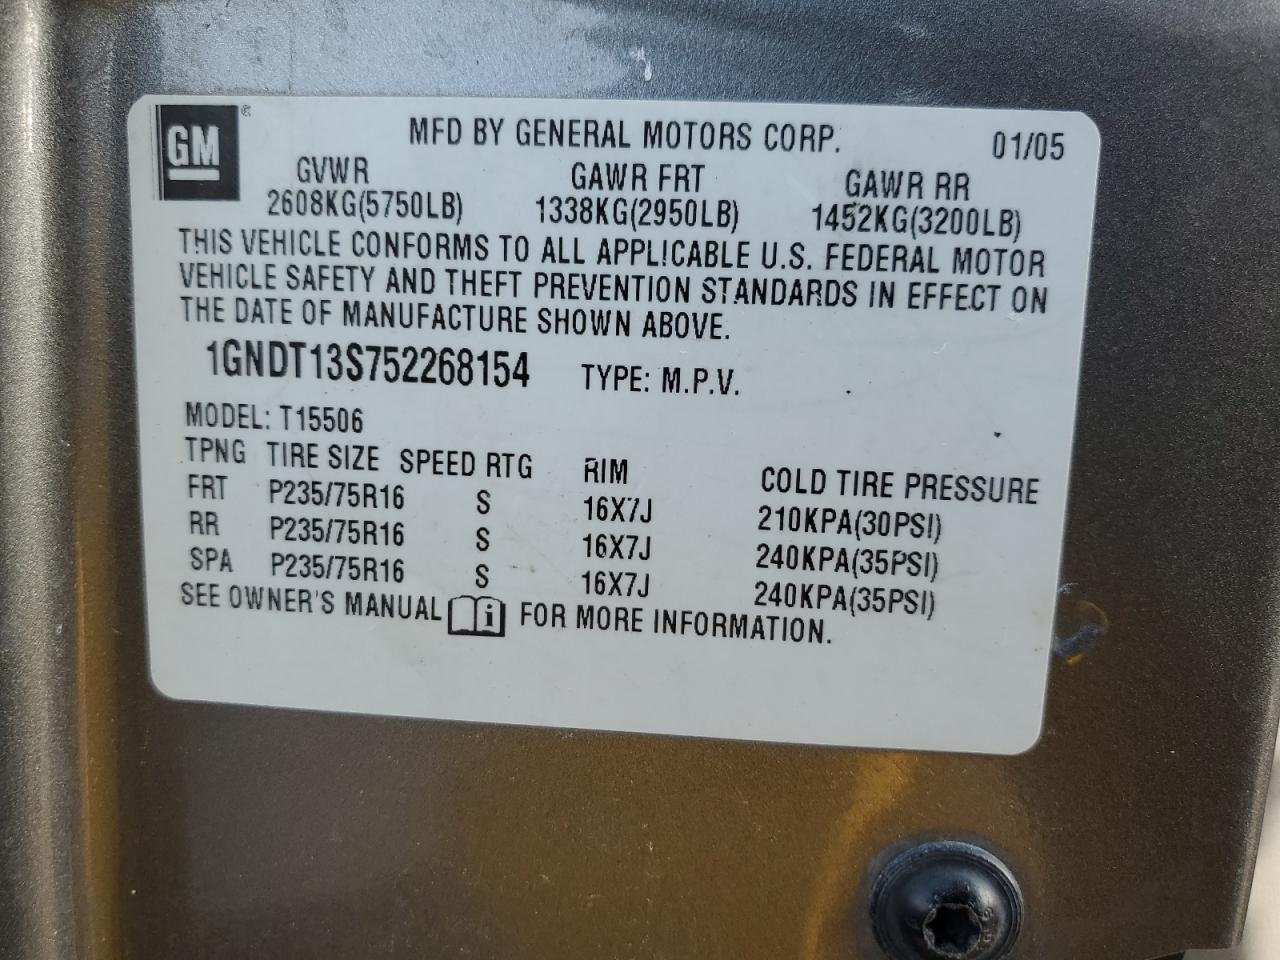 GM
MFD BY GENERAL MOTORS CORP. 01/05
GVWR GAWR FRT GAWR RR
2608KG(5750LB) 1338KG(2950LB) 1452KG(3200LB)
THIS VEHICLE CONFORMS TO ALL APPLICABLE U.S. FEDERAL MOTOR
VEHICLE SAFETY AND THEFT PREVENTION STANDARDS IN EFFECT ON
THE DATE OF MANUFACTURE SHOWN ABOVE.
1GNDT13S752268154 TYPE: M.P.V.
MODEL: T15506
TPNG TIRE SIZE SPEED RTG RIM COLD TIRE PRESSURE
FRT P235/75R16 S 16X7J 210KPA(30PSI)
RR P235/75R16 S 16X7J 240KPA(35PSI)
SPA P235/75R16 S 16X7J 240KPA(35PSI)
SEE OWNER'S MANUAL i FOR MORE INFORMATION.